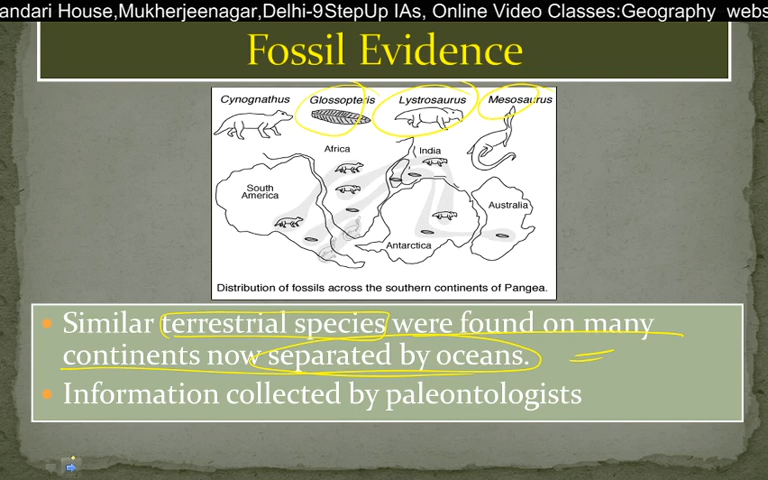 andari House,Mukherjeenagar,Delhi-9StepUp IAs, Online Video Classes:Geography webs
Fossil Evidence
Cynognathus Glossopteris Lystrosaurus Mesosaurus
Africa India
South
America
Australia
Antarctica
Distribution of fossils across the southern continents of Pangea.
• Similar terrestrial species were found on many
continents now separated by oceans.
• Information collected by paleontologists